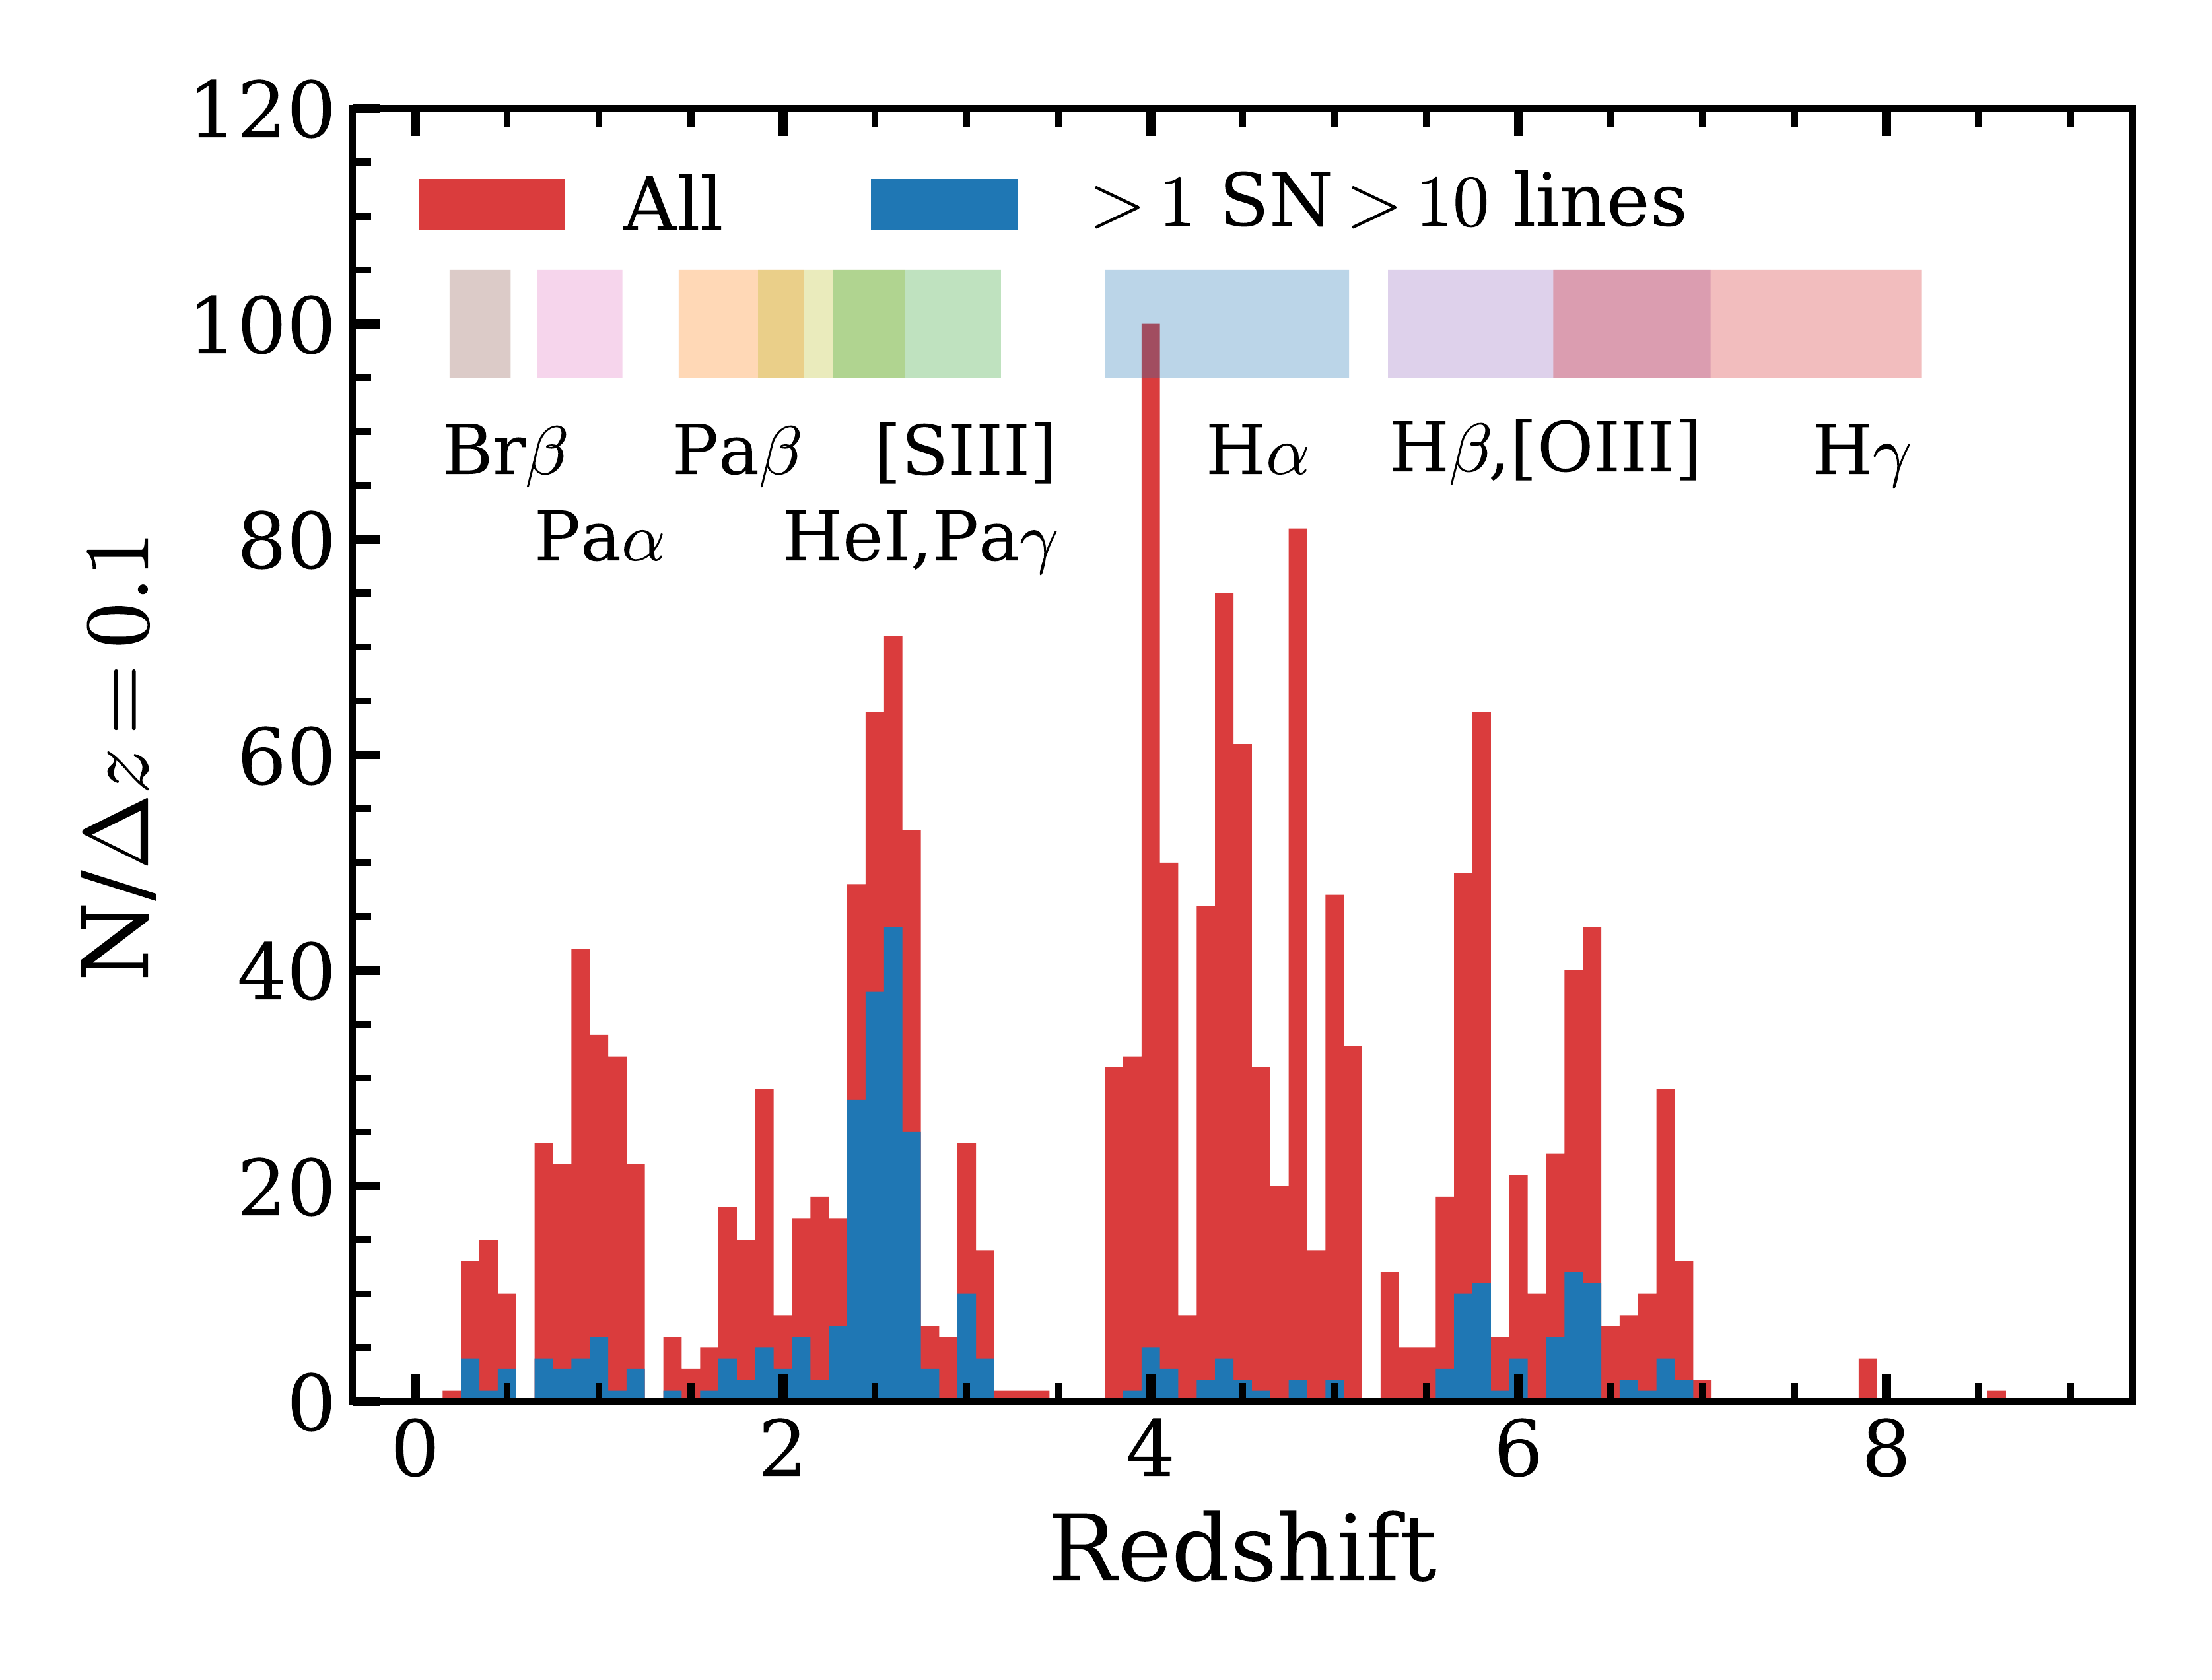 120
All >1 SN>10 lines
100
Brβ Paβ [SIII] Hα Hβ,[OIII] Hγ
Paα HeI,Paγ
80
60
40
20
0
N/Δz=0.1
0 2 4 6 8
Redshift